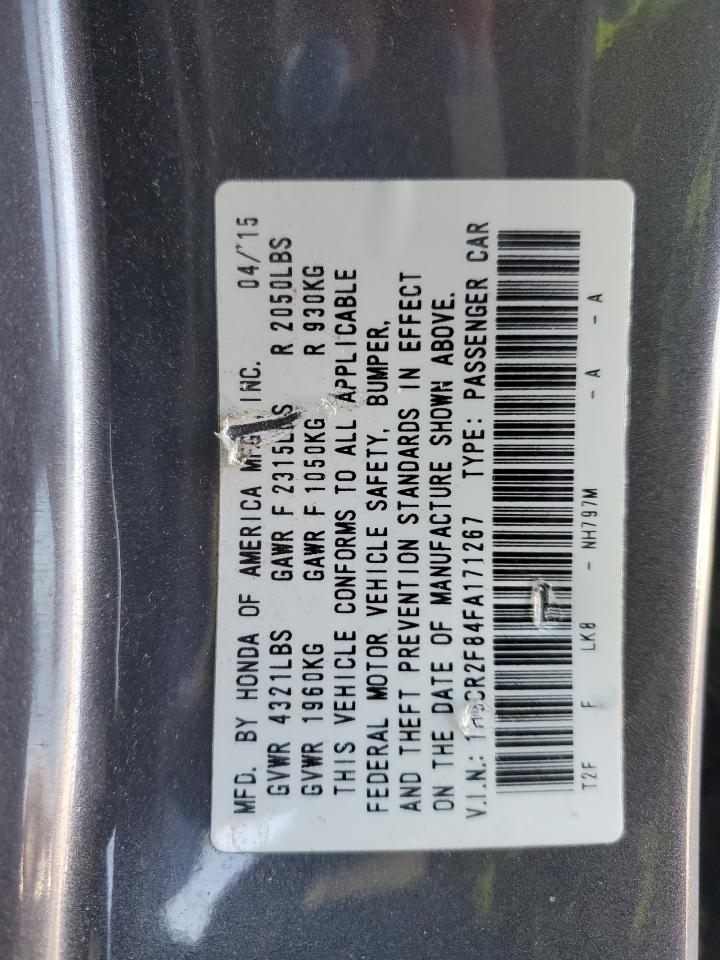 MFD. BY HONDA OF AMERICA MFG., INC. 04/15
GVWR 4321LBS GAWR F 2315LBS R 2050LBS
GVWR 1960KG GAWR F 1050KG R 930KG
THIS VEHICLE CONFORMS TO ALL APPLICABLE
FEDERAL MOTOR VEHICLE SAFETY, BUMPER,
AND THEFT PREVENTION STANDARDS IN EFFECT
ON THE DATE OF MANUFACTURE SHOWN ABOVE.
V.I.N.: TYPE: PASSENGER CAR
T2F F LK8 - NH797M - A - A